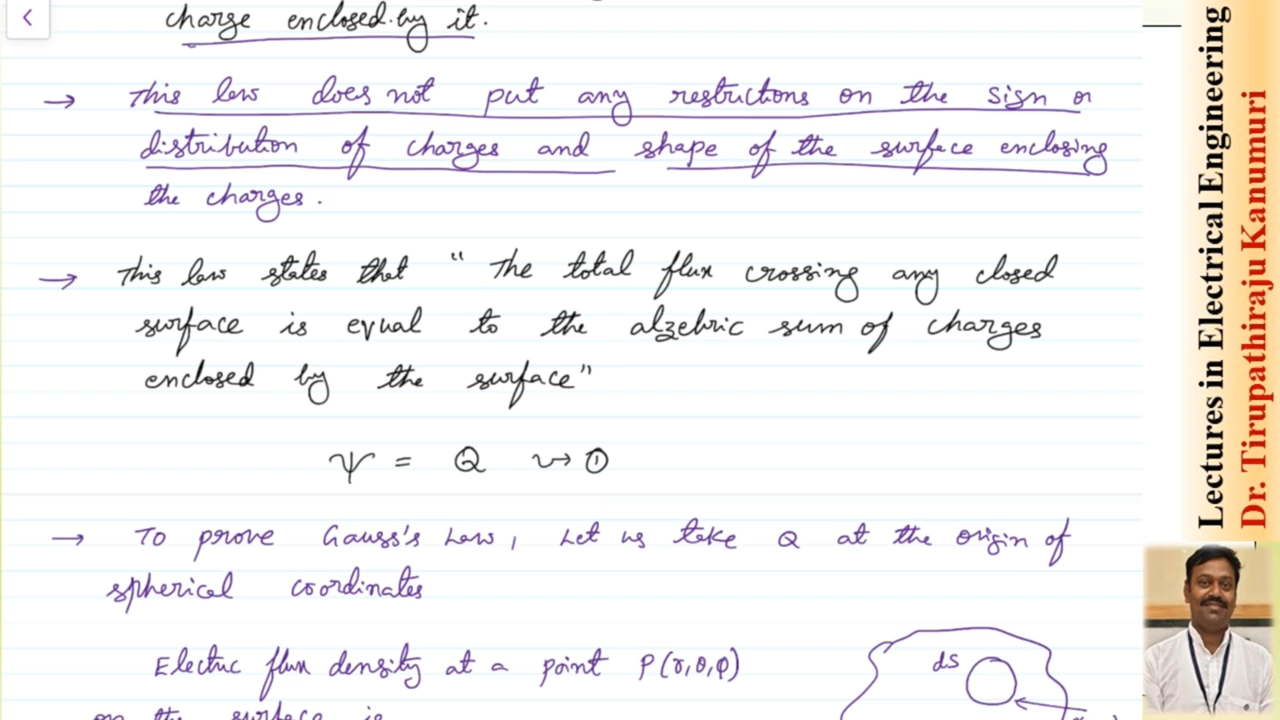 charge enclosed by it.
→ This law does not put any restrictions on the sign or
distribution of charges and shape of the surface enclosing
the charges.
→ This law states that " The total flux crossing any closed
surface is equal to the algebric sum of charges
enclosed by the surface"
ψ = Q ↝ ①
→ To prove Gauss's Law, Let us take Q at the origin of
spherical coordinates
Electric flux density at a point P(r,θ,φ)
on the surface is
ds
Lectures in Electrical Engineering
Dr. Tirupathiraju Kanumuri